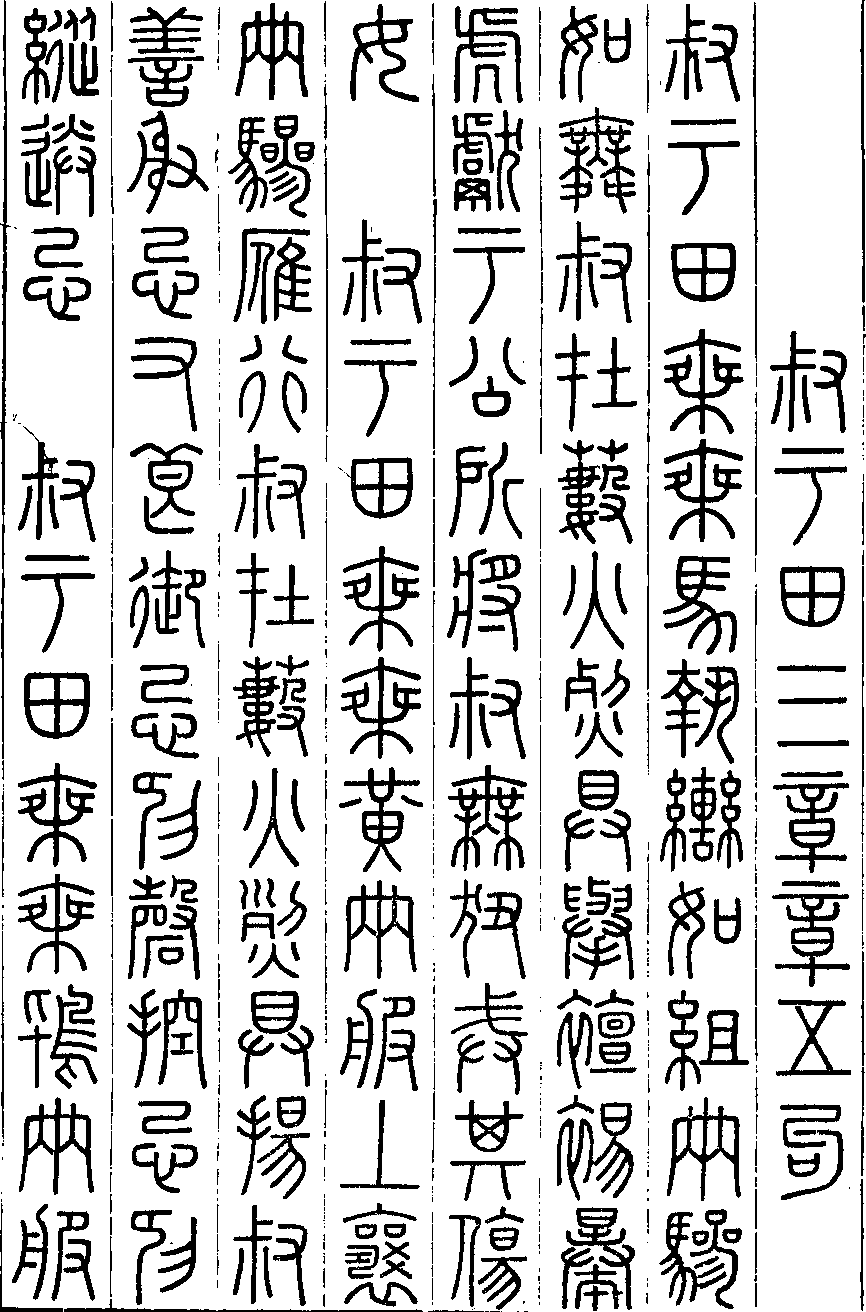 叔于田三章章五句
叔于田乘乘馬執轡如組兩驂
如舞叔在藪火烈具舉襢裼暴
虎獻于公所將叔無狃戒其傷
女　叔于田乘乘黃兩服上襄
兩驂雁行叔在藪火烈具揚叔
善射忌又良御忌抑磬控忌抑
縱送忌　叔于田乘乘鴇兩服